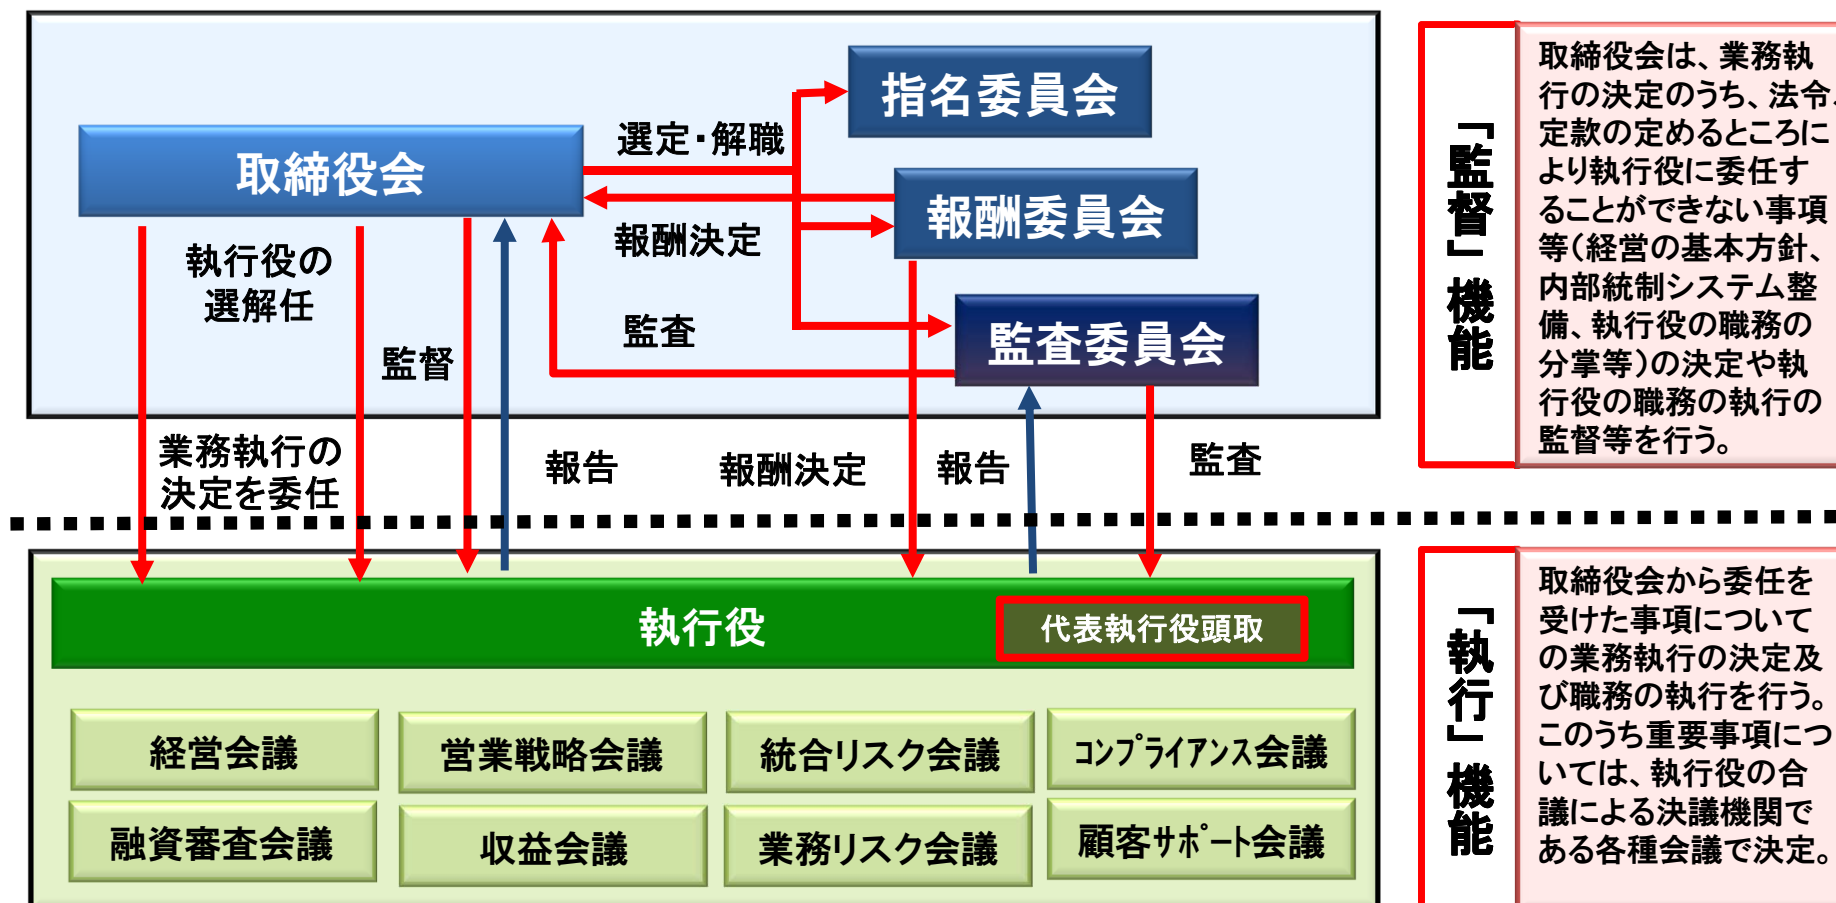 指名委員会
選定・解職
取締役会
報酬委員会
報酬決定
執行役の
選解任
監査
監査委員会
監督
業務執行の
決定を委任
報告
報酬決定
報告
監査
「監督」機能
取締役会は、業務執
行の決定のうち、法令、
定款の定めるところに
より執行役に委任す
ることができない事項
等(経営の基本方針、
内部統制システム整
備、執行役の職務の
分掌等)の決定や執
行役の職務の執行の
監督等を行う。
執行役
代表執行役頭取
経営会議
営業戦略会議
統合リスク会議
コンプライアンス会議
融資審査会議
収益会議
業務リスク会議
顧客サポート会議
「執行」機能
取締役会から委任を
受けた事項について
の業務執行の決定及
び職務の執行を行う。
このうち重要事項につ
いては、執行役の合
議による決議機関で
ある各種会議で決定。